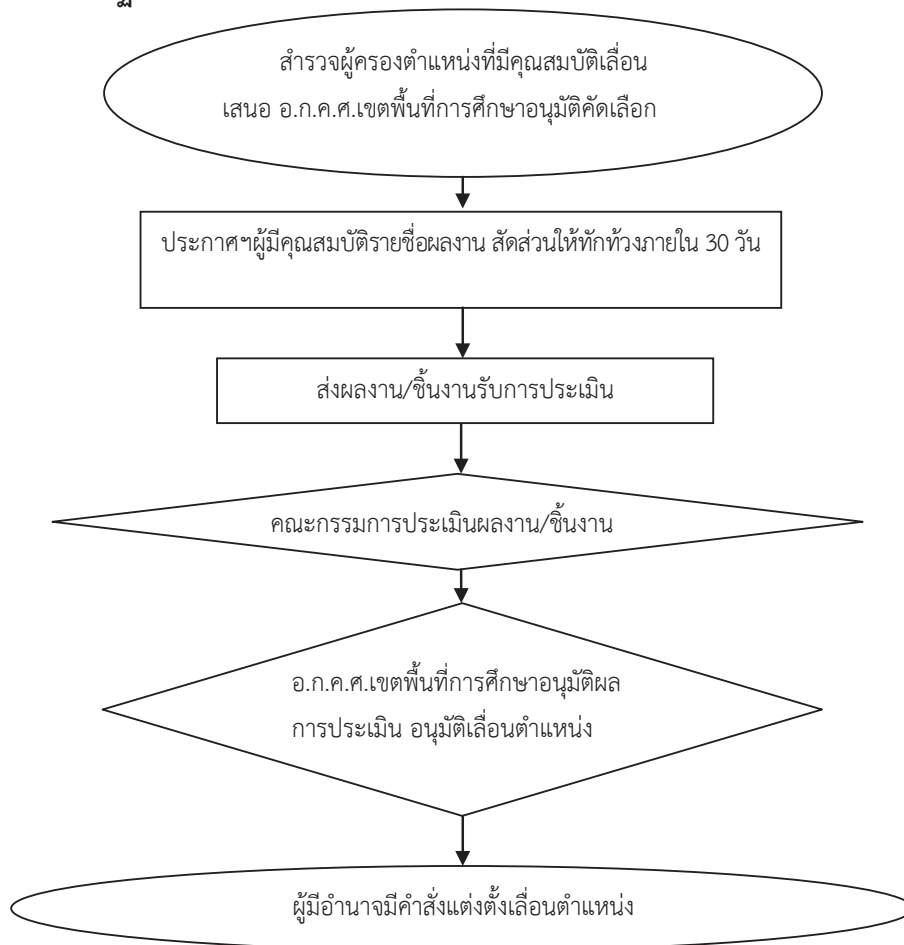 สำรวจผู้ครองตำแหน่งที่มีคุณสมบัติเลื่อน
เสนอ อ.ก.ค.ศ.เขตพื้นที่การศึกษาอนุมัติคัดเลือก
ประกาศฯผู้มีคุณสมบัติรายชื่อผลงาน สัดส่วนให้ทักท้วงภายใน 30 วัน
ส่งผลงาน/ชิ้นงานรับการประเมิน
คณะกรรมการประเมินผลงาน/ชิ้นงาน
อ.ก.ค.ศ.เขตพื้นที่การศึกษาอนุมัติผล
การประเมิน อนุมัติเลื่อนตำแหน่ง
ผู้มีอำนาจมีคำสั่งแต่งตั้งเลื่อนตำแหน่ง